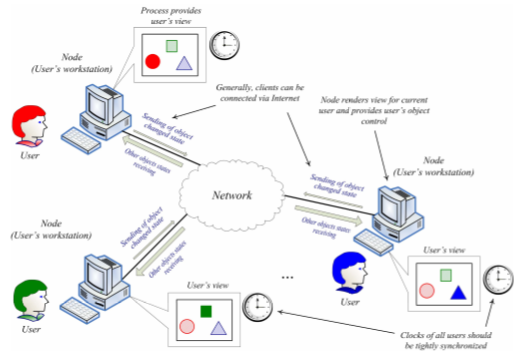 Process provides
user's view
Node
(User's workstation)
Generally, clients can be
connected via Internet
Node renders view for current
user and provides user's object
control
User
Sending of object
changed state
Other objects states
receiving
Network
Sending of object
changed state
Other objects states
receiving
Node
(User's workstation)
Node
(User's workstation)
Sending of object
changed state
Other objects states
receiving
...
User's view
User
User's view
User
Clocks of all users should
be tightly synchronized